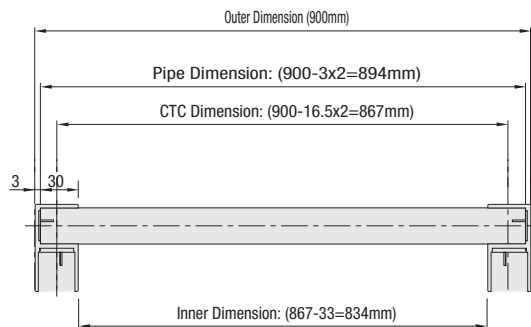 Outer Dimension (900mm)
Pipe Dimension: (900-3x2=894mm)
CTC Dimension: (900-16.5x2=867mm)
3 30
Inner Dimension: (867-33=834mm)